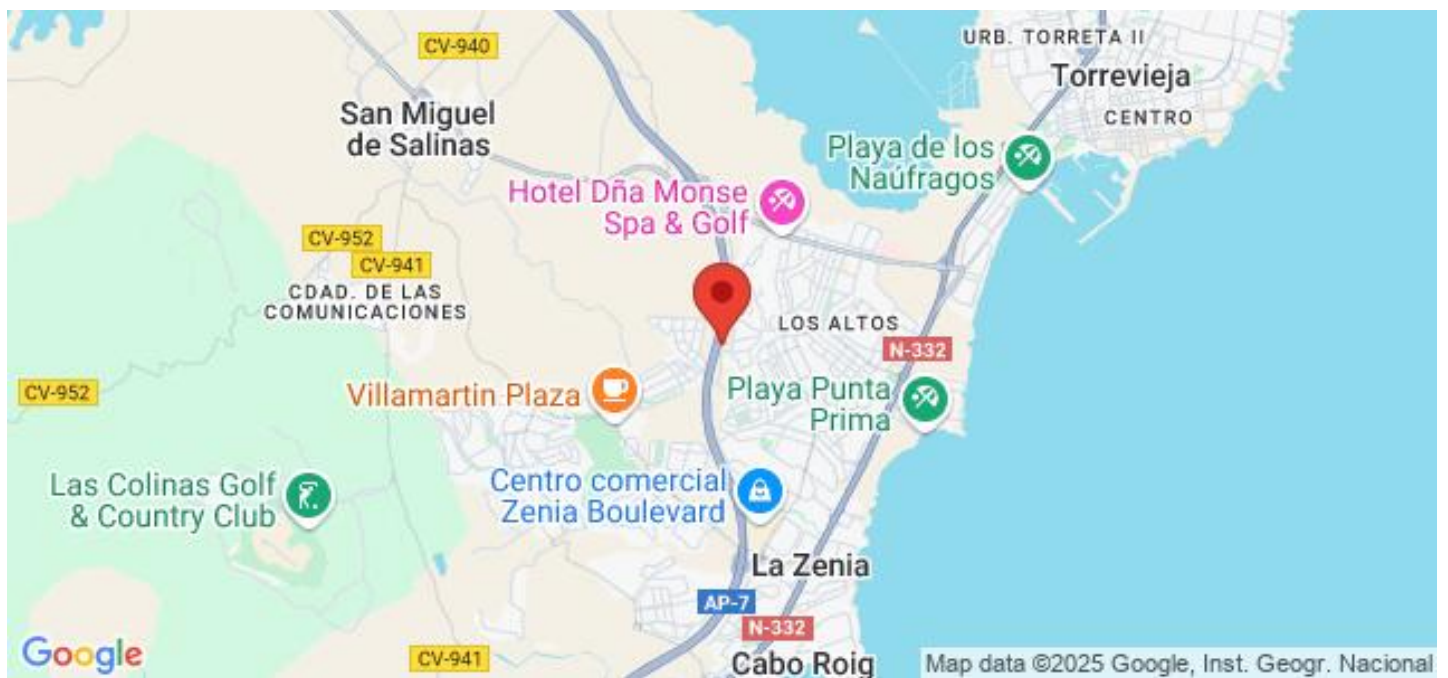 CV-940
URB. TORRETA II
Torrevieja
CENTRO
San Miguel
de Salinas
Playa de los
Naúfragos
Hotel Dña Monse
Spa & Golf
CV-952
CV-941
CDAD. DE LAS
COMUNICACIONES
LOS ALTOS
N-332
CV-952
Villamartin Plaza
Playa Punta
Prima
Las Colinas Golf
& Country Club
Centro comercial
Zenia Boulevard
La Zenia
AP-7
N-332
CV-941
Cabo Roig
Google
Map data ©2025 Google, Inst. Geogr. Nacional